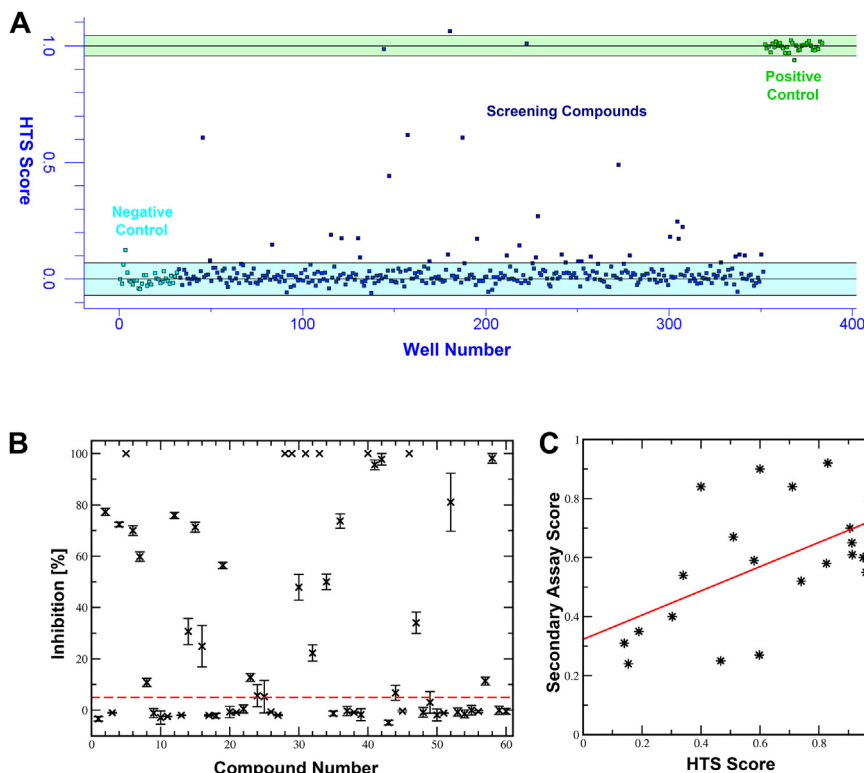 A
HTS Score
1.0
0.5
0.0
Positive
Control
Screening Compounds
Negative
Control
0
100
200
300
400
Well Number
B
Inhibition [%]
100
80
60
40
20
0
0
10
20
30
40
50
60
Compound Number
C
Secondary Assay Score
1
0.8
0.6
0.4
0.2
0
0
0.2
0.4
0.6
0.8
HTS Score